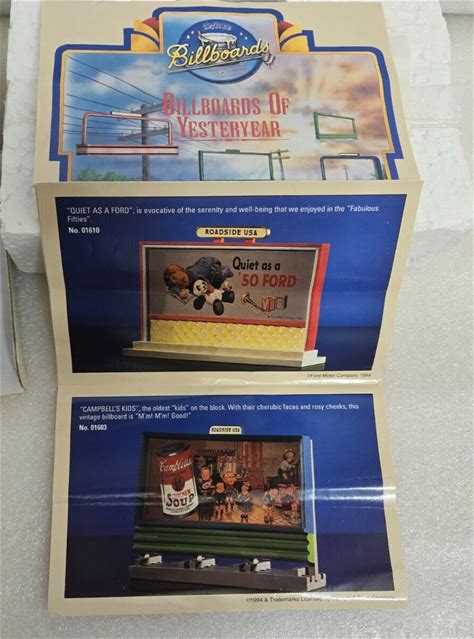 Billboards
BILLBOARDS OF
YESTERYEAR
"QUIET AS A FORD", is evocative of the serenity and well-being that we enjoyed in the "Fabulous
Fifties".
No. 01610
ROADSIDE USA
Quiet as a
'50 FORD
©Ford Motor Company 1994
"CAMPBELL'S KIDS", the oldest "kids" on the block. With their cherubic faces and rosy cheeks, this
vintage billboard is "M'm! M'm! Good!"
No. 01603
ROADSIDE USA
Campbell's
CHICKEN
SOUP
©1994 & Trademarks Licensed by Company